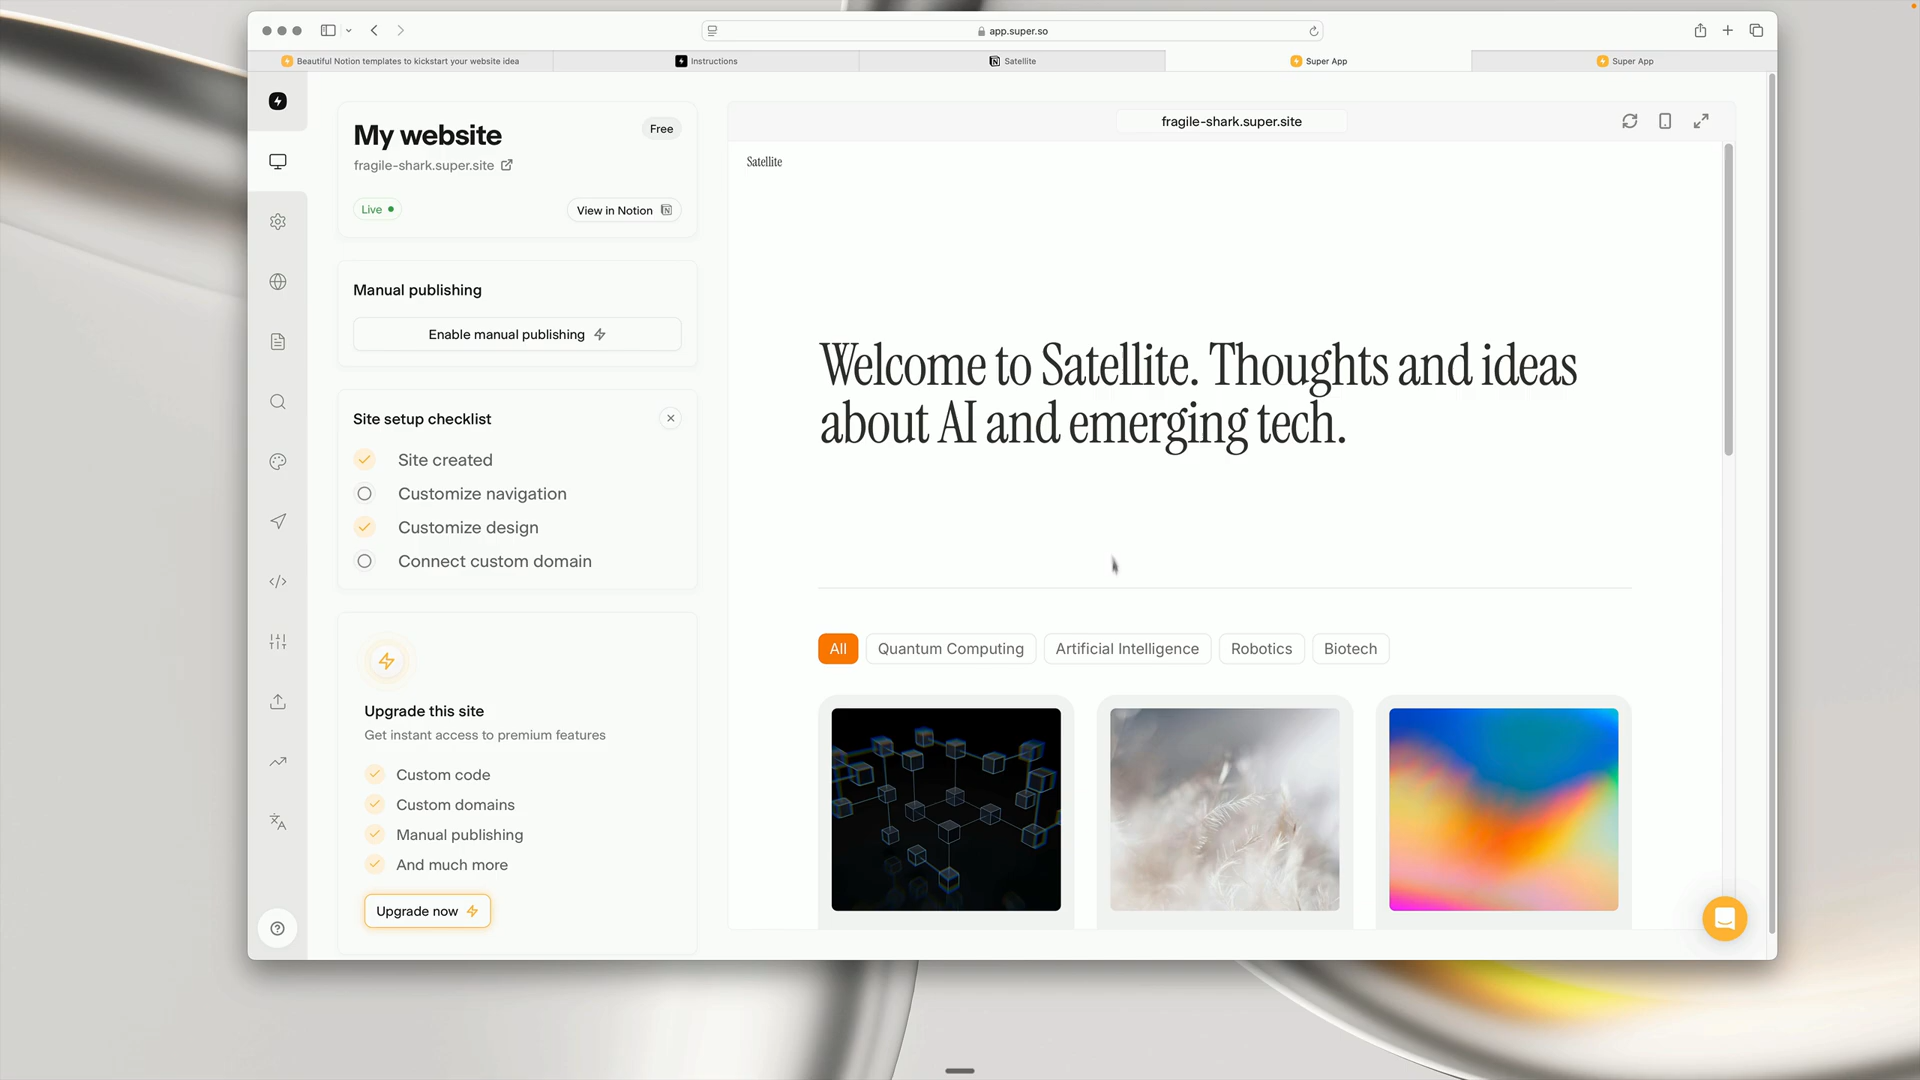 app.super.so
Beautiful Notion templates to kickstart your website idea
Instructions
Satellite
Super App
Super App
My website
Free
fragile-shark.super.site
Live
View in Notion
Manual publishing
Enable manual publishing
Site setup checklist
Site created
Customize navigation
Customize design
Connect custom domain
Upgrade this site
Get instant access to premium features
Custom code
Custom domains
Manual publishing
And much more
Upgrade now
fragile-shark.super.site
Satellite
Welcome to Satellite. Thoughts and ideas
about AI and emerging tech.
All
Quantum Computing
Artificial Intelligence
Robotics
Biotech